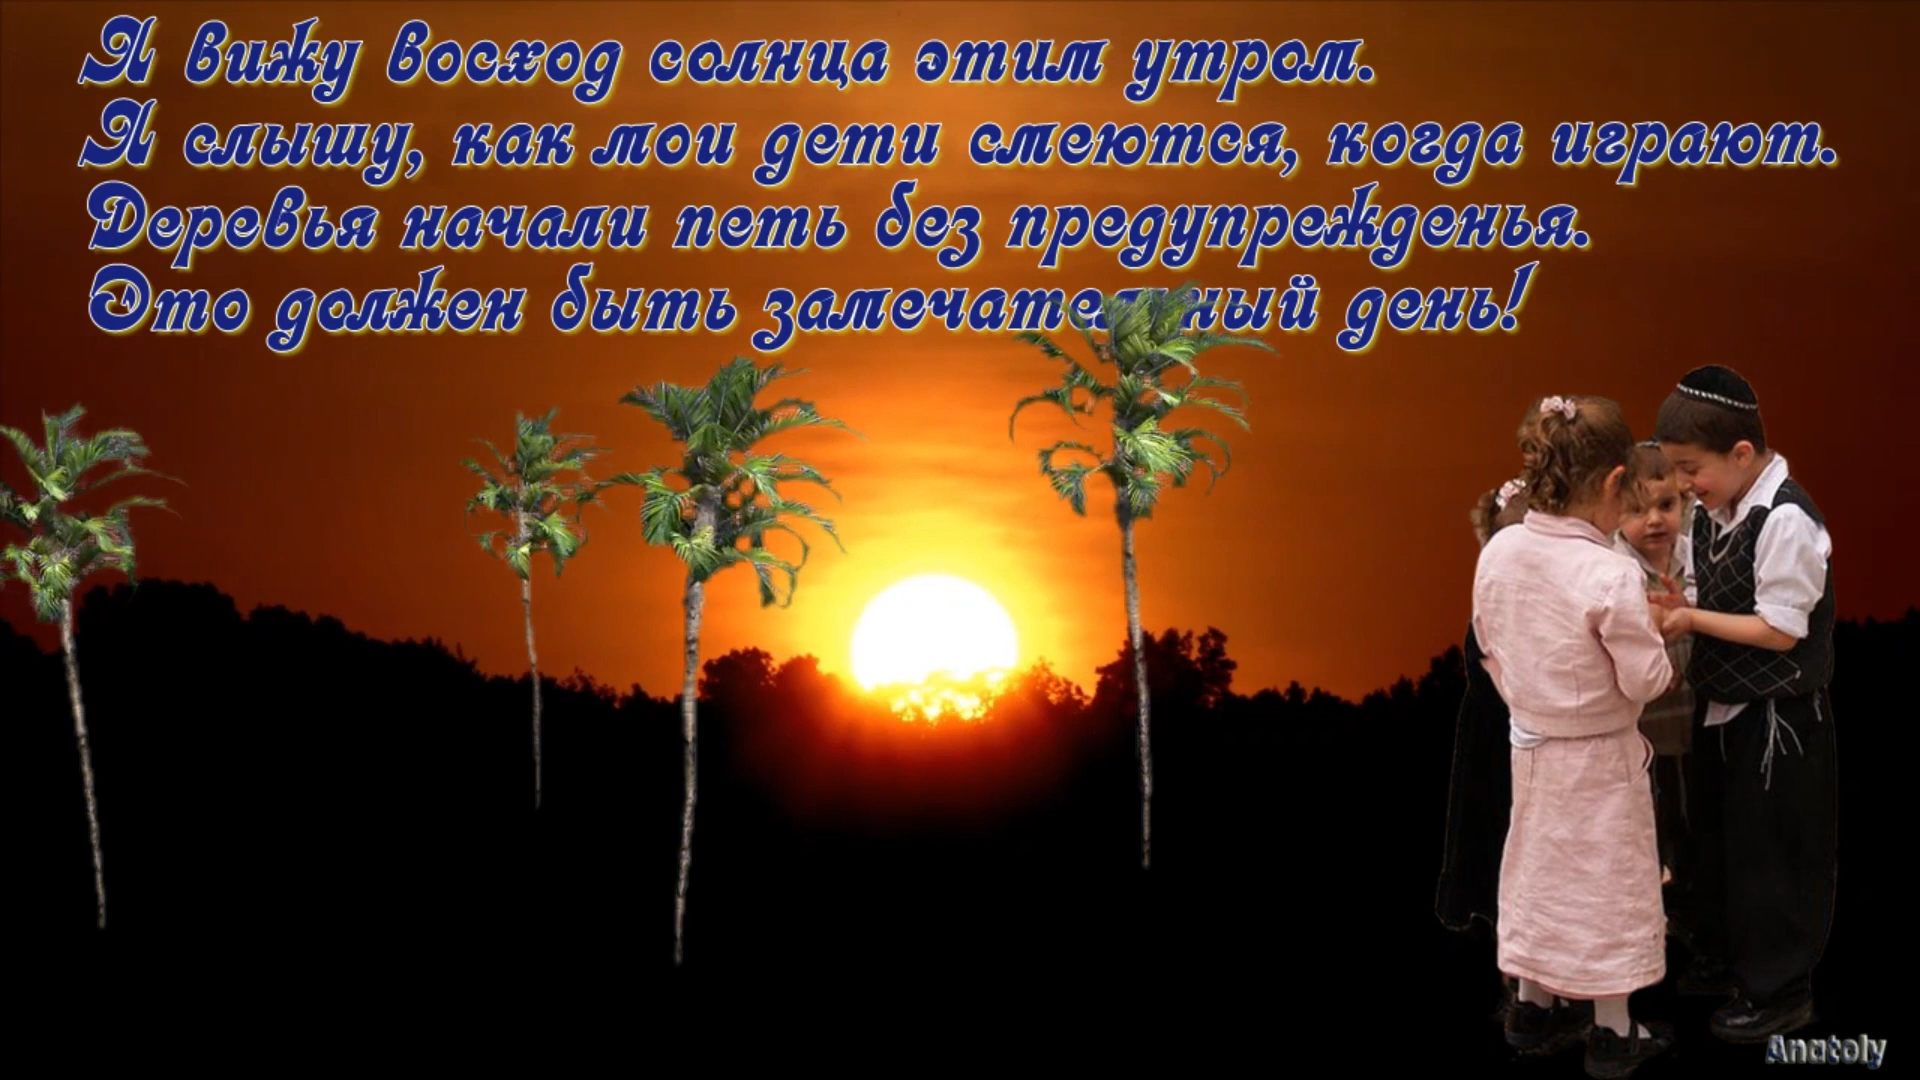 Я вижу восход солнца этим утром.
Я слышу, как мои дети смеются, когда играют.
Деревья начали петь без предупрежденья.
Это должен быть замечательный день!
Anatoly